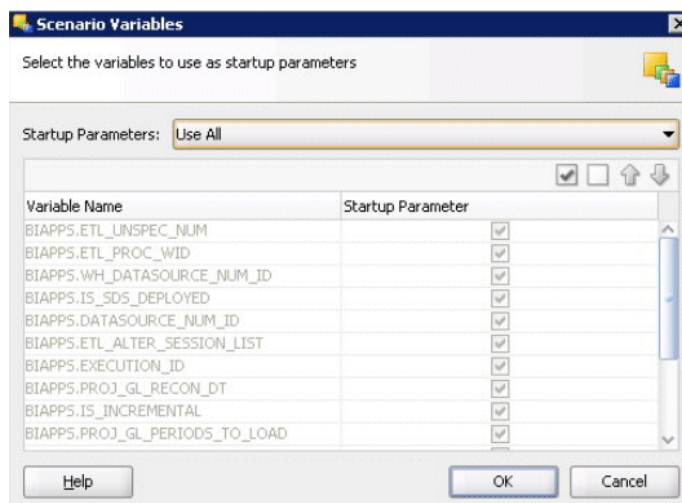 Scenario Variables
Select the variables to use as startup parameters
Startup Parameters: Use All
Variable Name Startup Parameter
BIAPPS.ETL_UNSPEC_NUM
BIAPPS.ETL_PROC_WID
BIAPPS.WH_DATASOURCE_NUM_ID
BIAPPS.IS_SDS_DEPLOYED
BIAPPS.DATASOURCE_NUM_ID
BIAPPS.ETL_ALTER_SESSION_LIST
BIAPPS.EXECUTION_ID
BIAPPS.PROJ_GL_RECON_DT
BIAPPS.IS_INCREMENTAL
BIAPPS.PROJ_GL_PERIODS_TO_LOAD
Help OK Cancel